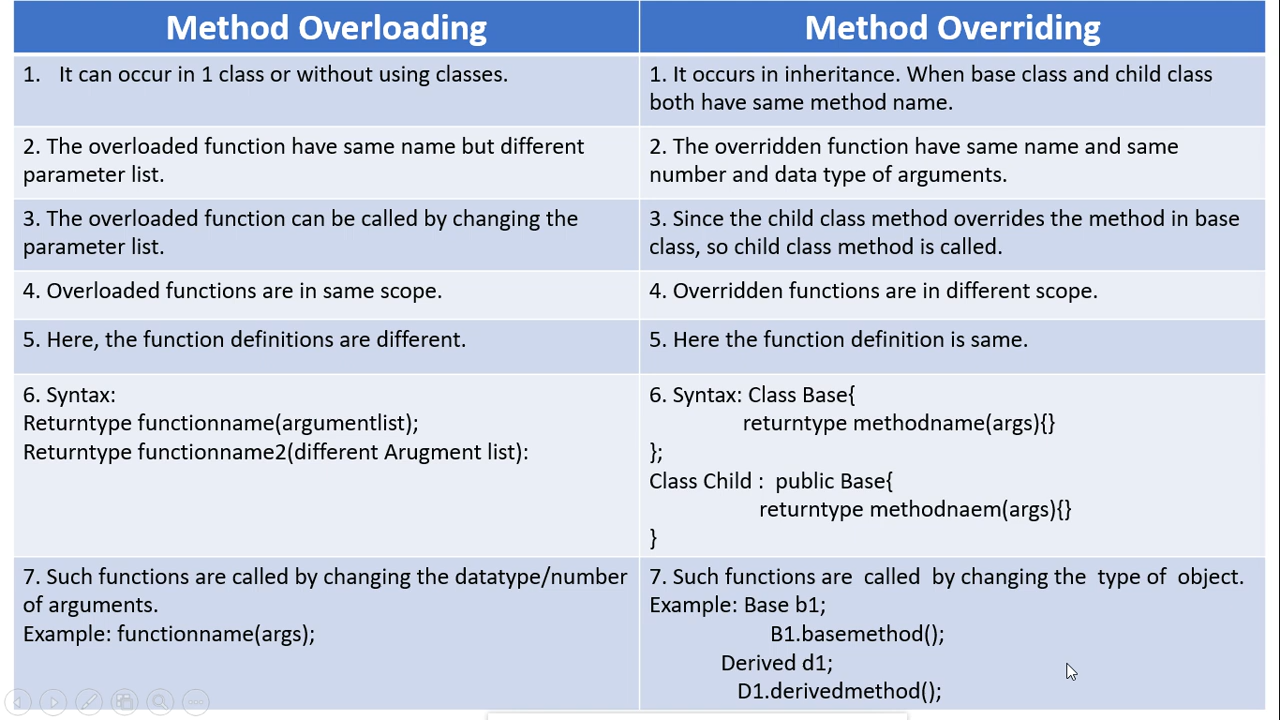 Method Overloading
Method Overriding
1. It can occur in 1 class or without using classes.
1. It occurs in inheritance. When base class and child class
both have same method name.
2. The overloaded function have same name but different
parameter list.
2. The overridden function have same name and same
number and data type of arguments.
3. The overloaded function can be called by changing the
parameter list.
3. Since the child class method overrides the method in base
class, so child class method is called.
4. Overloaded functions are in same scope.
4. Overridden functions are in different scope.
5. Here, the function definitions are different.
5. Here the function definition is same.
6. Syntax:
Returntype functionname(argumentlist);
Returntype functionname2(different Arugment list):
6. Syntax: Class Base{
returntype methodname(args){}
};
Class Child : public Base{
returntype methodnaem(args){}
}
7. Such functions are called by changing the datatype/number
of arguments.
Example: functionname(args);
7. Such functions are called by changing the type of object.
Example: Base b1;
B1.basemethod();
Derived d1;
D1.derivedmethod();